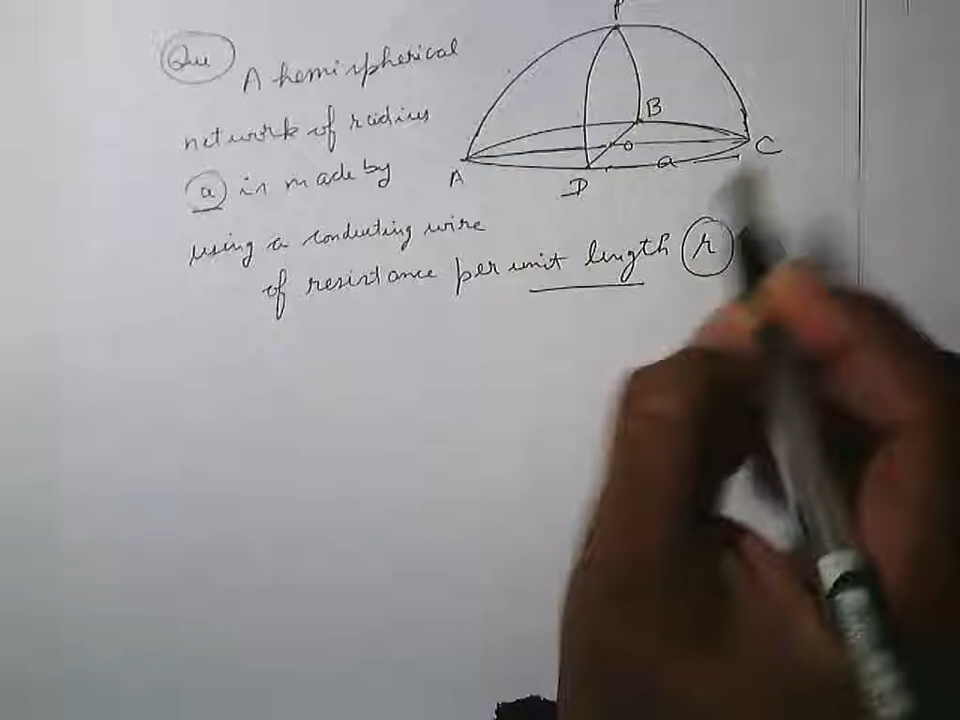 Que A hemispherical
network of radius
a is made by
using a conducting wire
of resistance per unit length r
P
B
o
C
a
A
D